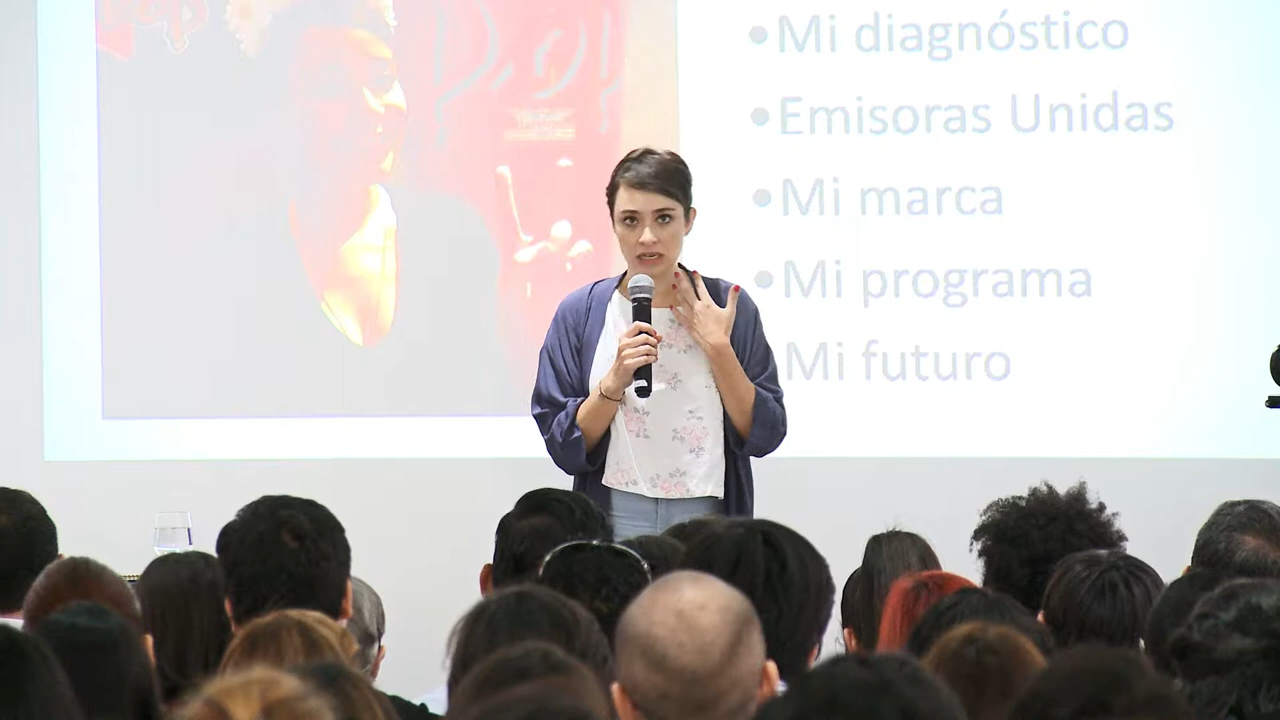 •Mi diagnóstico
•Emisoras Unidas
•Mi marca
•Mi programa
Mi futuro